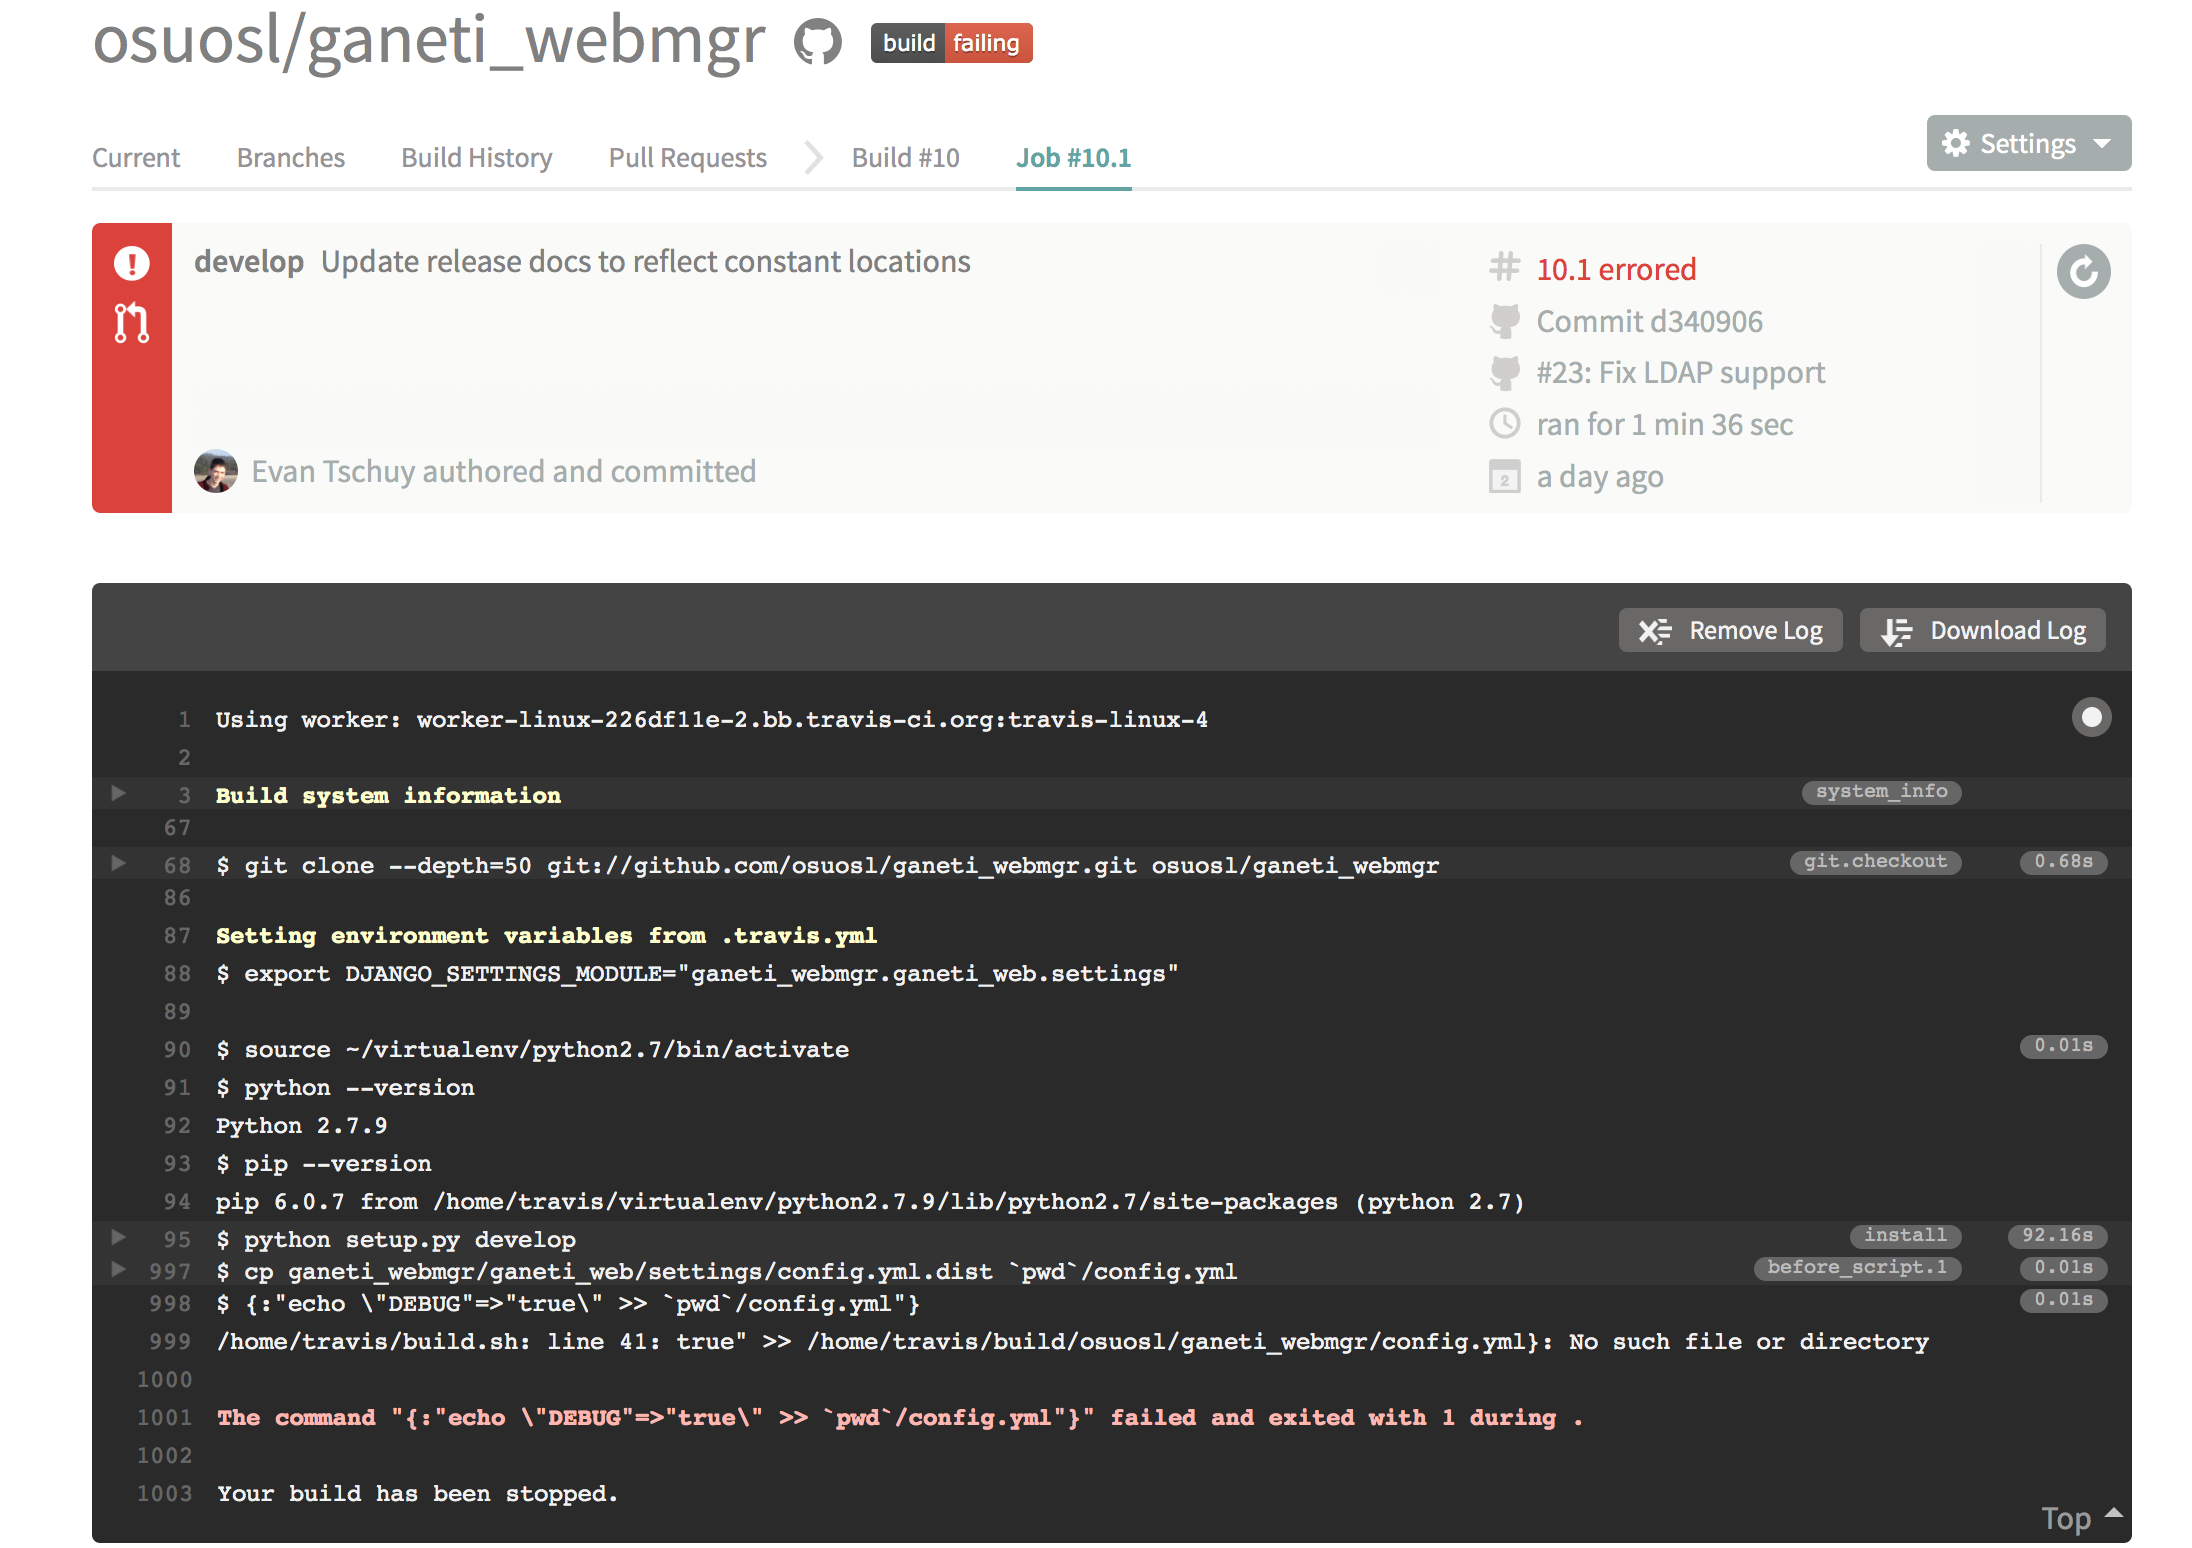 osuosl/ganeti_webmgr build failing
Current Branches Build History Pull Requests Build #10 Job #10.1 Settings
develop Update release docs to reflect constant locations
10.1 errored
Commit d340906
#23: Fix LDAP support
ran for 1 min 36 sec
2 a day ago
Evan Tschuy authored and committed
Remove Log Download Log
1 Using worker: worker-linux-226df11e-2.bb.travis-ci.org:travis-linux-4
2
3 Build system information system_info
67
68 $ git clone --depth=50 git://github.com/osuosl/ganeti_webmgr.git osuosl/ganeti_webmgr git.checkout 0.68s
86
87 Setting environment variables from .travis.yml
88 $ export DJANGO_SETTINGS_MODULE="ganeti_webmgr.ganeti_web.settings"
89
90 $ source ~/virtualenv/python2.7/bin/activate 0.01s
91 $ python --version
92 Python 2.7.9
93 $ pip --version
94 pip 6.0.7 from /home/travis/virtualenv/python2.7.9/lib/python2.7/site-packages (python 2.7)
95 $ python setup.py develop install 92.16s
997 $ cp ganeti_webmgr/ganeti_web/settings/config.yml.dist `pwd`/config.yml before_script.1 0.01s
998 $ {:"echo \"DEBUG"=>"true\" >> `pwd`/config.yml"} 0.01s
999 /home/travis/build.sh: line 41: true" >> /home/travis/build/osuosl/ganeti_webmgr/config.yml}: No such file or directory
1000
1001 The command "{:"echo \"DEBUG"=>"true\" >> `pwd`/config.yml"}" failed and exited with 1 during .
1002
1003 Your build has been stopped.
Top